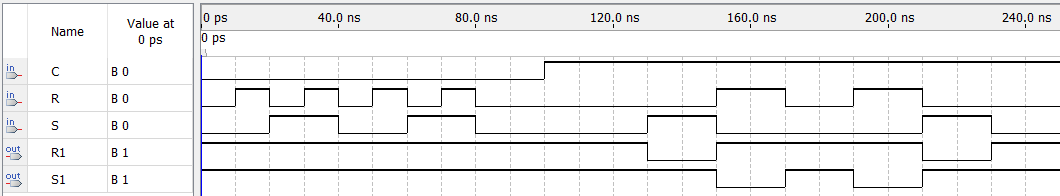 Name Value at 0 ps
0 ps 40.0 ns 80.0 ns 120.0 ns 160.0 ns 200.0 ns 240.0 ns
0 ps
in C B 0
in R B 0
in S B 0
out R1 B 1
out S1 B 1